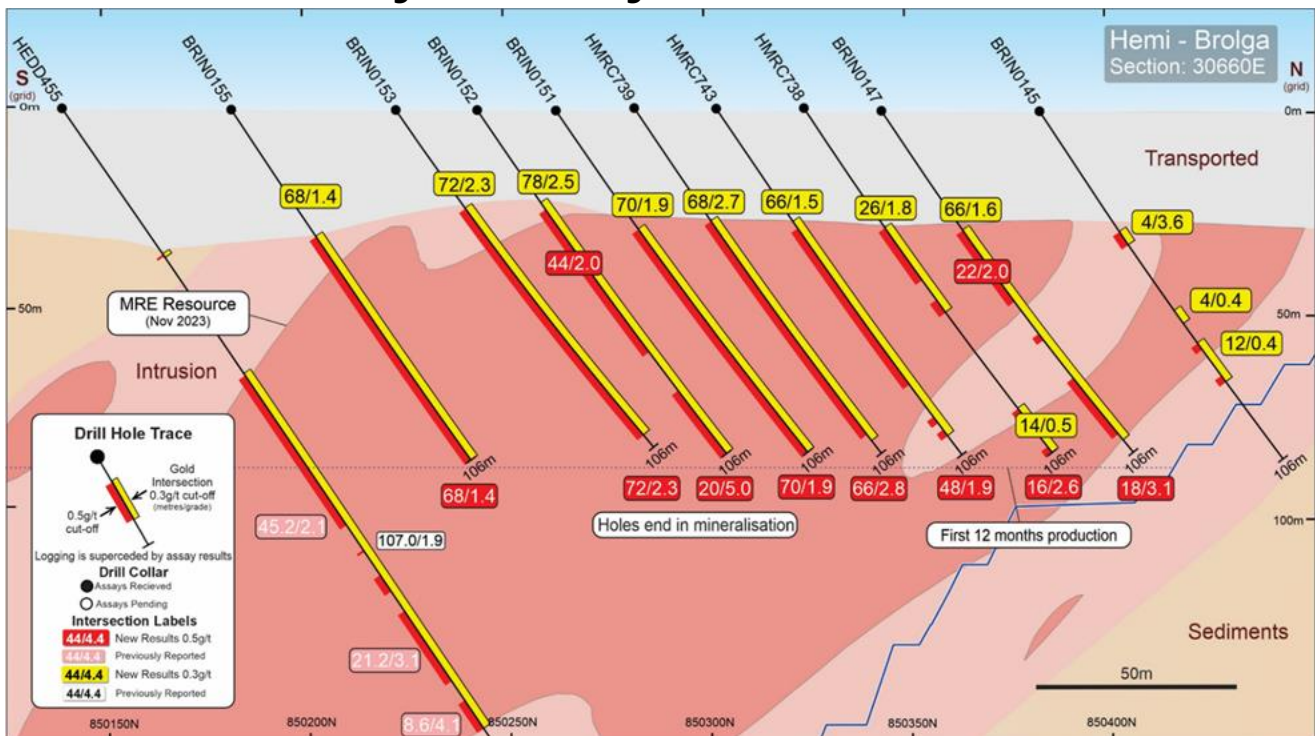 Hemi - Brolga
Section: 30660E
S
(grid)
N
(grid)
HEDD455
BRIN0155
BRIN0153
BRIN0152
BRIN0151
HMRC739
HMRC743
HMRC738
BRIN0147
BRIN0145
0m
0m
Transported
68/1.4
72/2.3
78/2.5
70/1.9
68/2.7
66/1.5
26/1.8
66/1.6
4/3.6
44/2.0
22/2.0
MRE Resource
(Nov 2023)
50m
50m
4/0.4
12/0.4
Intrusion
14/0.5
106m
106m
106m
106m
106m
106m
106m
106m
106m
68/1.4
72/2.3
20/5.0
70/1.9
66/2.8
48/1.9
16/2.6
18/3.1
Holes end in mineralisation
First 12 months production
100m
45.2/2.1
107.0/1.9
21.2/3.1
8.6/4.1
Sediments
50m
Drill Hole Trace
Gold
Intersection
0.3g/t cut-off
(metres/grade)
0.5g/t
cut-off
Logging is superceded by assay results
Drill Collar
Assays Recieved
Assays Pending
Intersection Labels
44/4.4 New Results 0.5g/t
44/4.4 Previously Reported
44/4.4 New Results 0.3g/t
44/4.4 Previously Reported
850150N
850200N
850250N
850300N
850350N
850400N